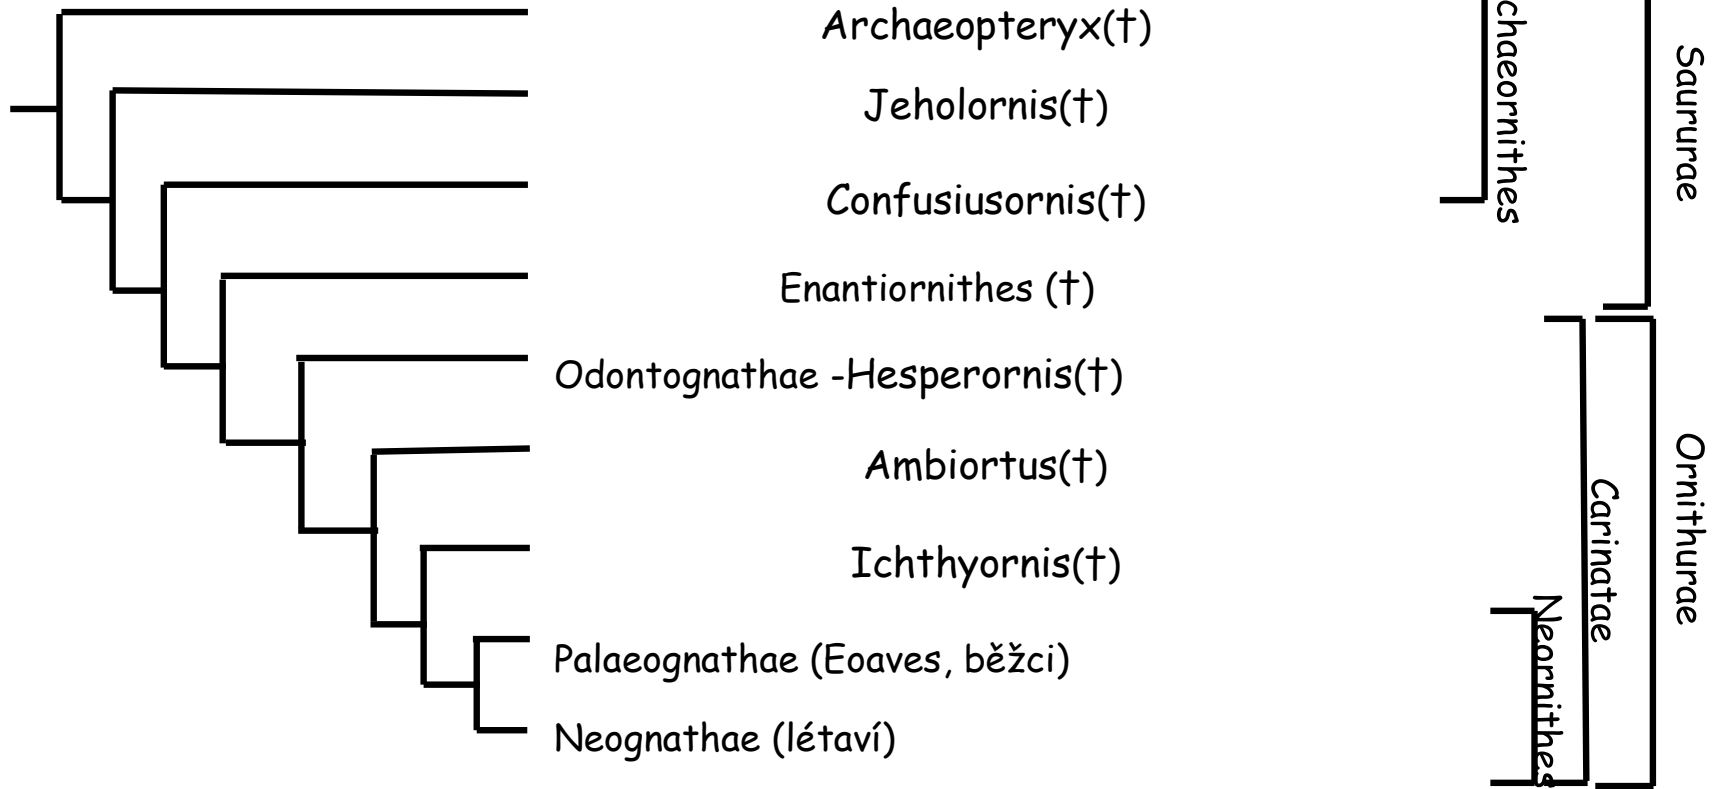 Archaeopteryx(†)
Jeholornis(†)
Confusiusornis(†)
Enantiornithes (†)
Odontognathae -Hesperornis(†)
Ambiortus(†)
Ichthyornis(†)
Palaeognathae (Eoaves, běžci)
Neognathae (létaví)
chaeornithes
Saururae
Ornithurae
Carinatae
Neornithes